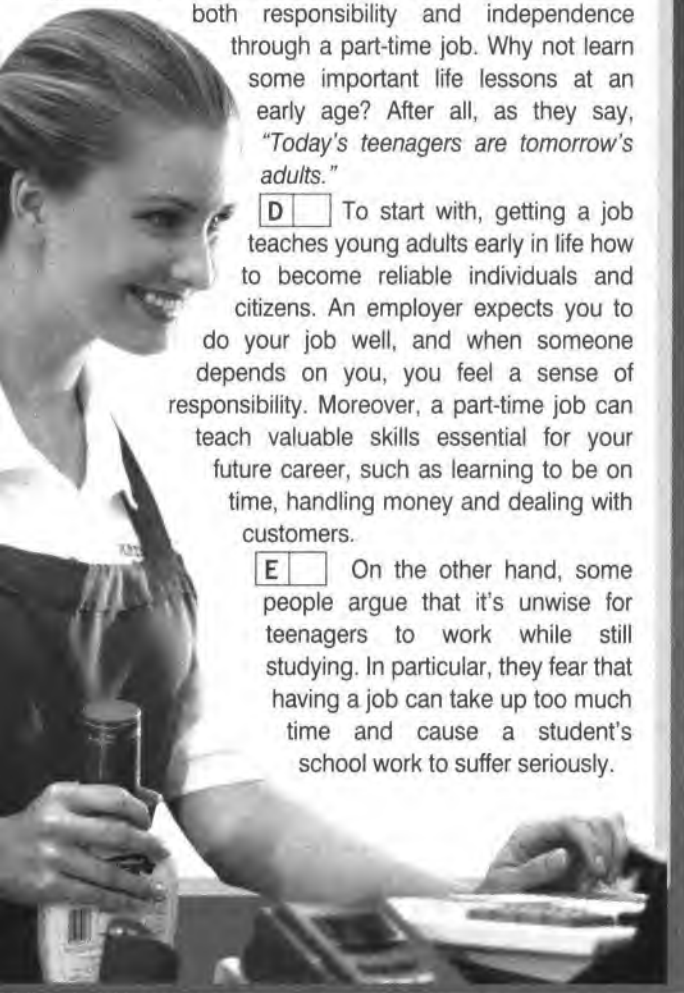 both responsibility and independence
through a part-time job. Why not learn
some important life lessons at an
early age? After all, as they say,
"Today's teenagers are tomorrow's
adults."
D To start with, getting a job
teaches young adults early in life how
to become reliable individuals and
citizens. An employer expects you to
do your job well, and when someone
depends on you, you feel a sense of
responsibility. Moreover, a part-time job can
teach valuable skills essential for your
future career, such as learning to be on
time, handling money and dealing with
customers.
E On the other hand, some
people argue that it's unwise for
teenagers to work while still
studying. In particular, they fear that
having a job can take up too much
time and cause a student's
school work to suffer seriously.